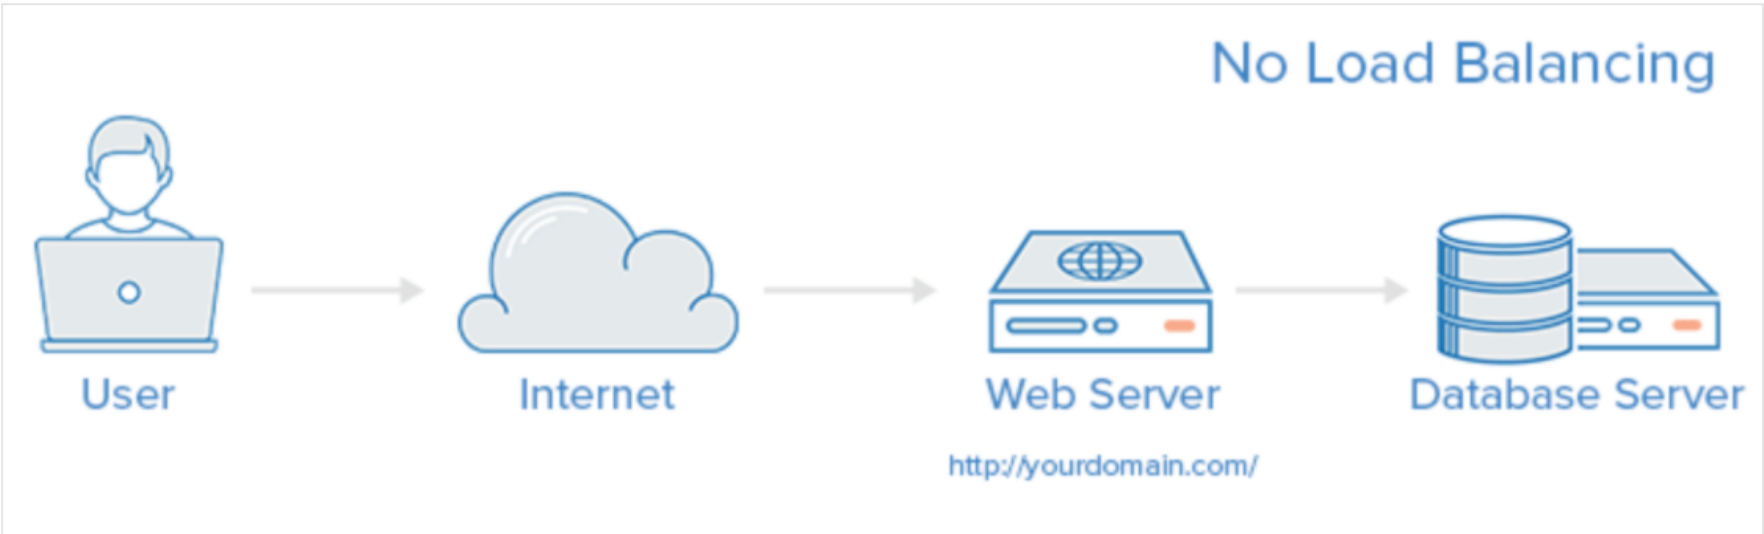 No Load Balancing
User
Internet
Web Server
Database Server
http://yourdomain.com/